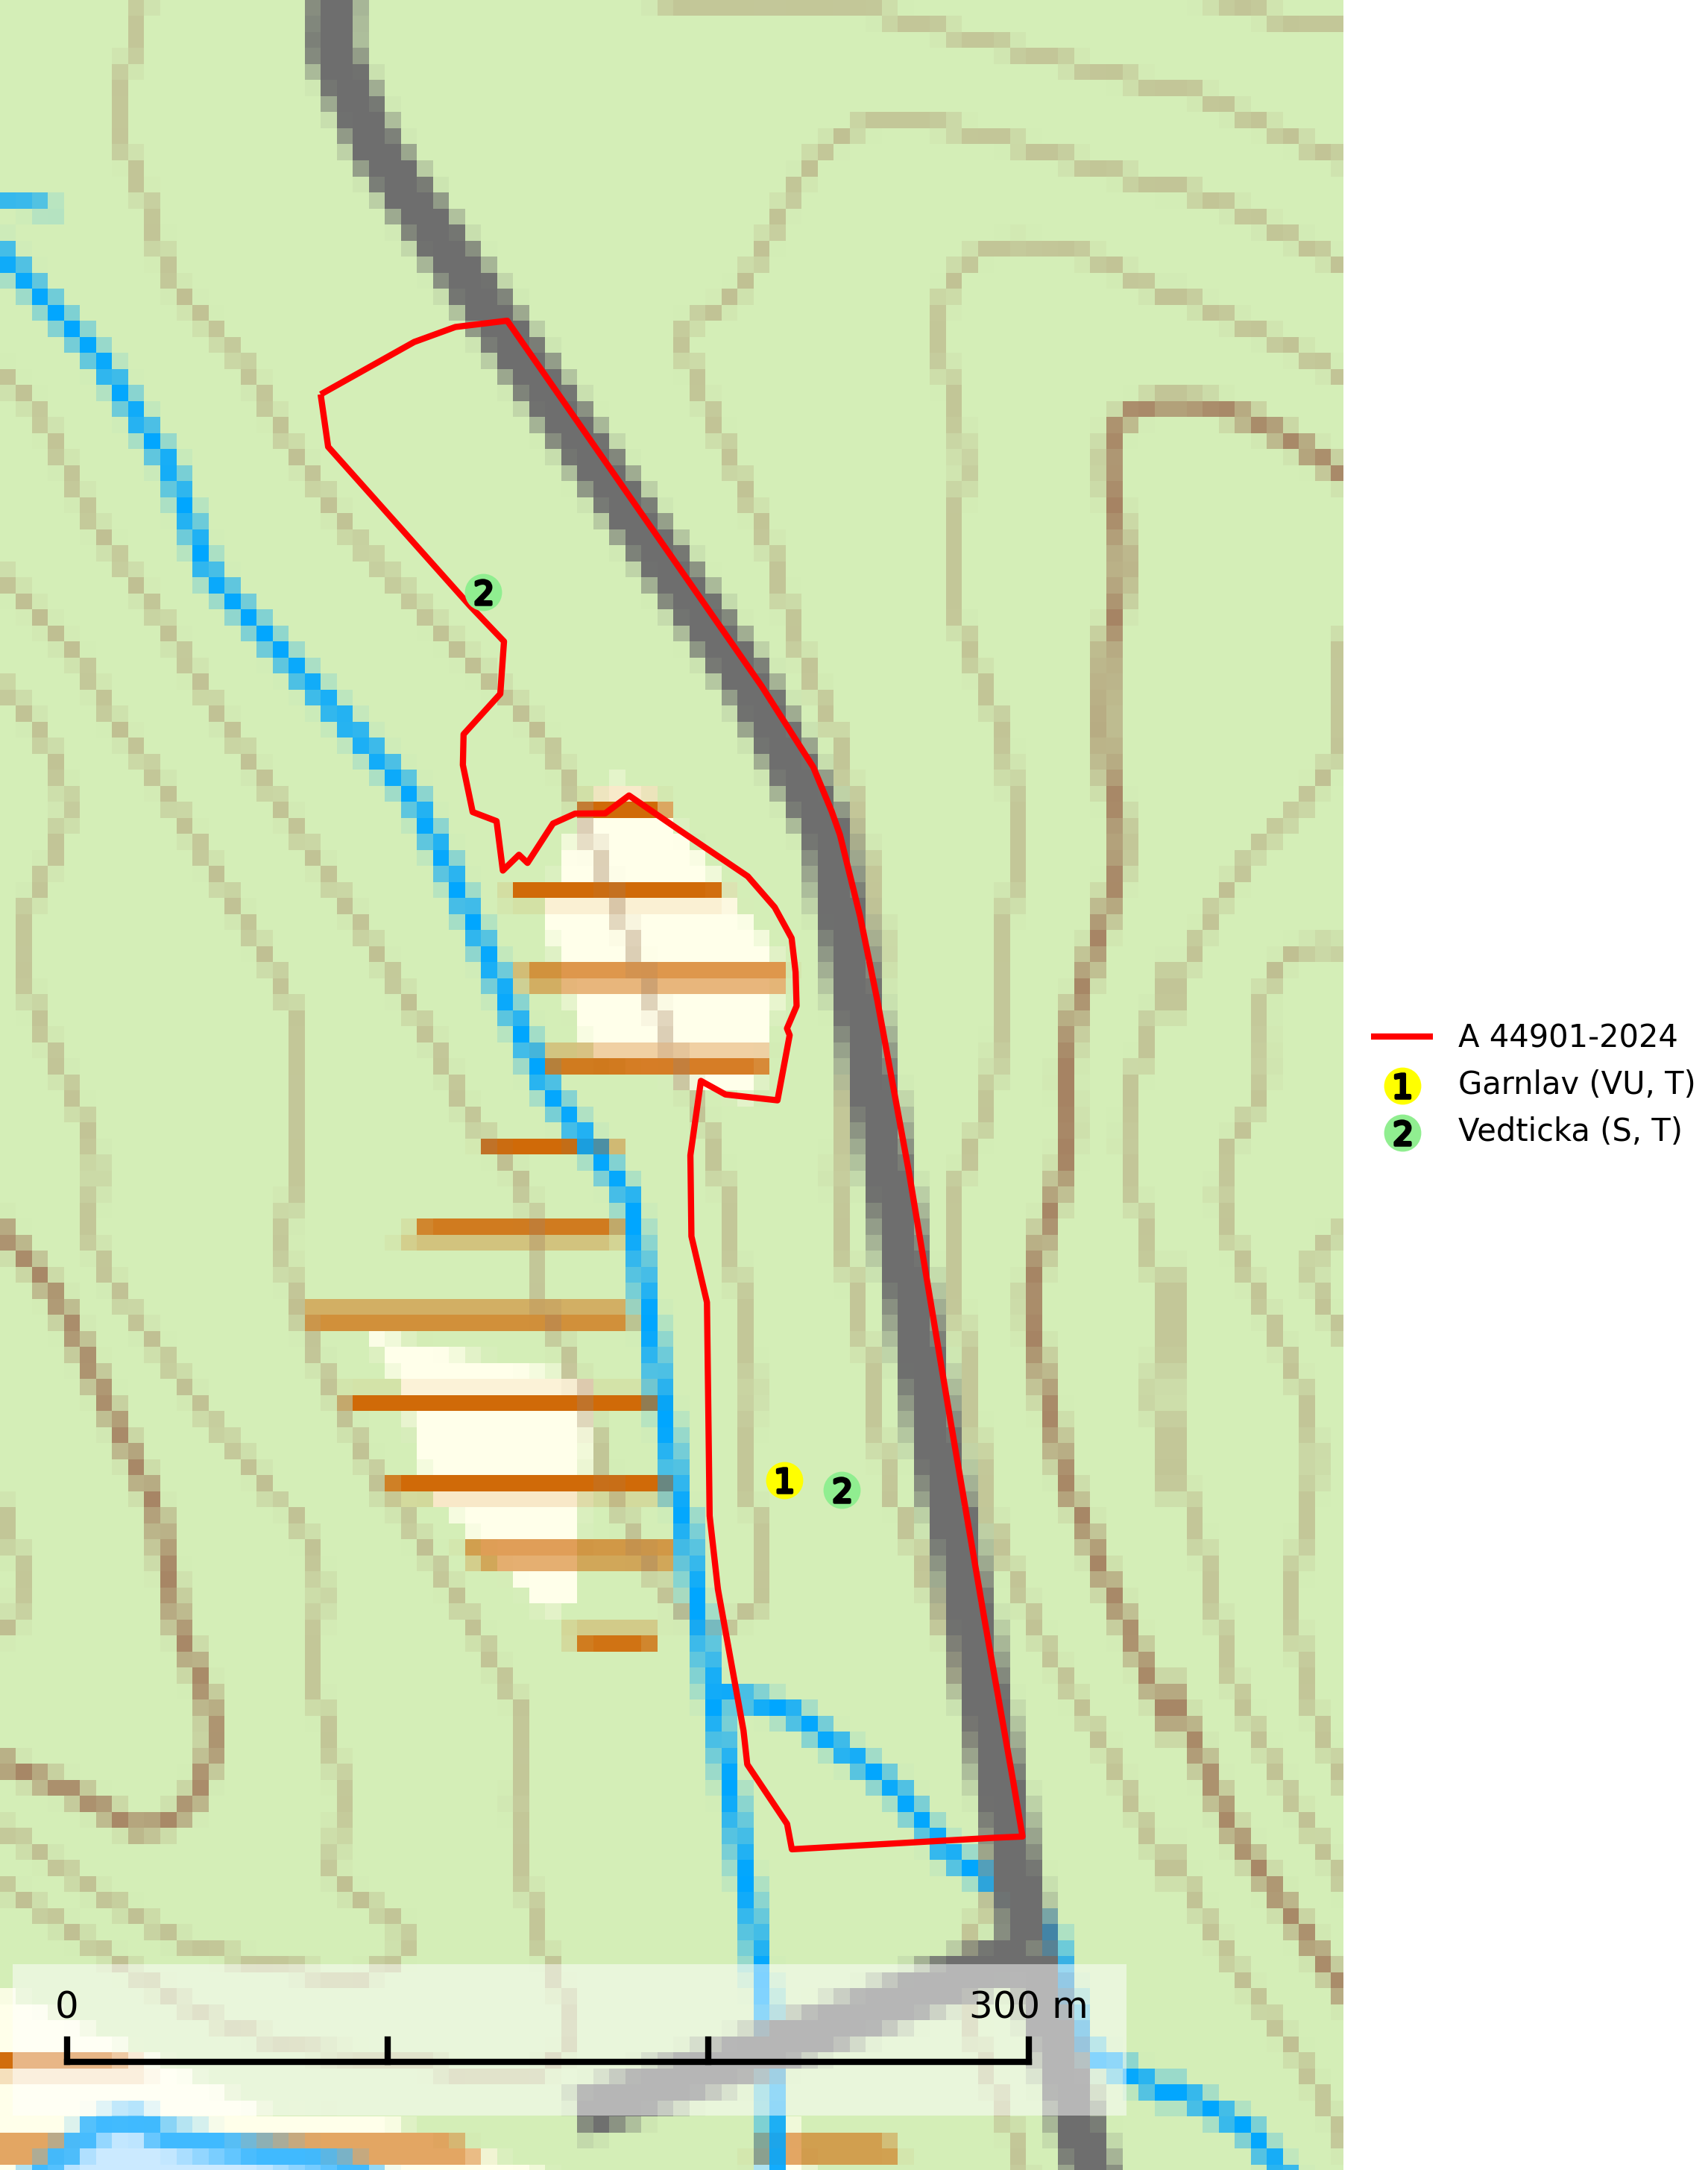 2
1 2
A 44901-2024
1 Garnlav (VU, T)
2 Vedticka (S, T)
0 300 m